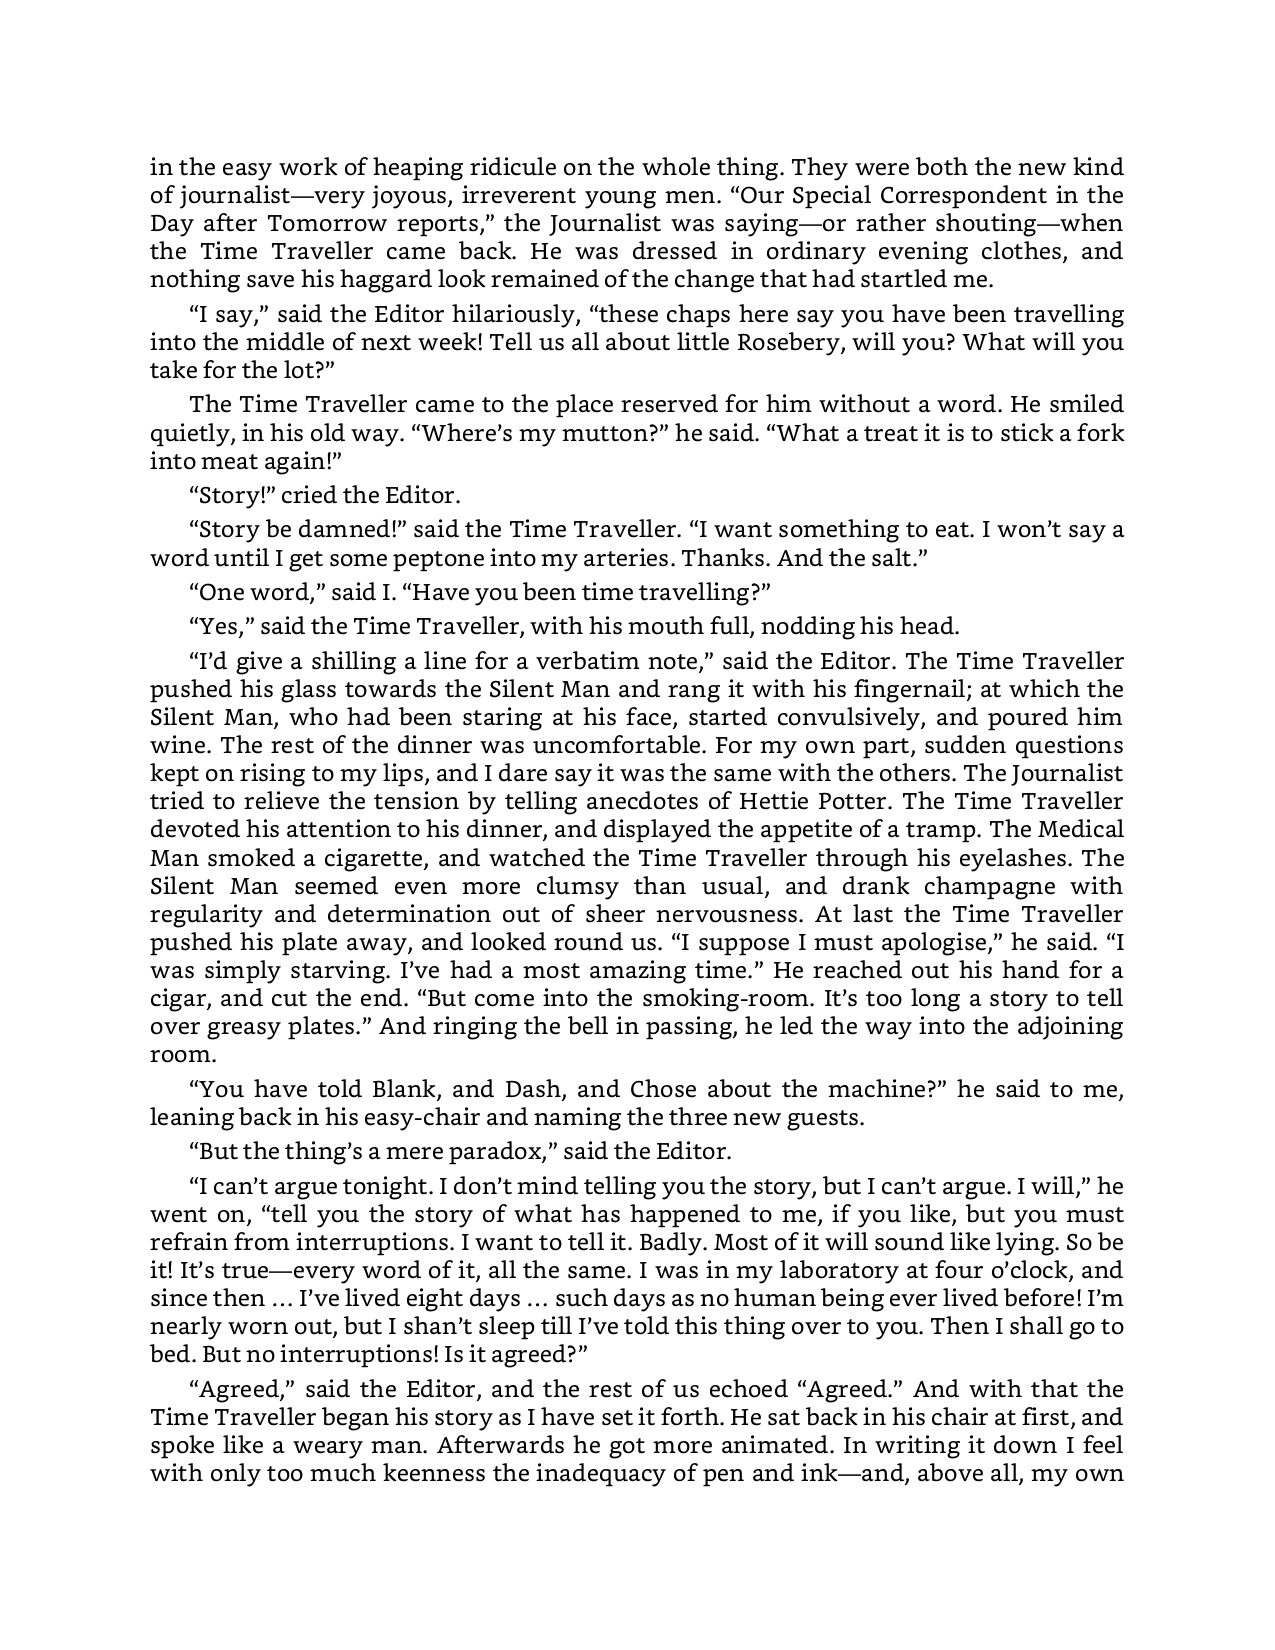 in the easy work of heaping ridicule on the whole thing. They were both the new kind
of journalist—very joyous, irreverent young men. “Our Special Correspondent in the
Day after Tomorrow reports,” the Journalist was saying—or rather shouting—when
the Time Traveller came back. He was dressed in ordinary evening clothes, and
nothing save his haggard look remained of the change that had startled me.
“I say,” said the Editor hilariously, “these chaps here say you have been travelling
into the middle of next week! Tell us all about little Rosebery, will you? What will you
take for the lot?”
The Time Traveller came to the place reserved for him without a word. He smiled
quietly, in his old way. “Where’s my mutton?” he said. “What a treat it is to stick a fork
into meat again!”
“Story!” cried the Editor.
“Story be damned!” said the Time Traveller. “I want something to eat. I won’t say a
word until I get some peptone into my arteries. Thanks. And the salt.”
“One word,” said I. “Have you been time travelling?”
“Yes,” said the Time Traveller, with his mouth full, nodding his head.
“I’d give a shilling a line for a verbatim note,” said the Editor. The Time Traveller
pushed his glass towards the Silent Man and rang it with his fingernail; at which the
Silent Man, who had been staring at his face, started convulsively, and poured him
wine. The rest of the dinner was uncomfortable. For my own part, sudden questions
kept on rising to my lips, and I dare say it was the same with the others. The Journalist
tried to relieve the tension by telling anecdotes of Hettie Potter. The Time Traveller
devoted his attention to his dinner, and displayed the appetite of a tramp. The Medical
Man smoked a cigarette, and watched the Time Traveller through his eyelashes. The
Silent Man seemed even more clumsy than usual, and drank champagne with
regularity and determination out of sheer nervousness. At last the Time Traveller
pushed his plate away, and looked round us. “I suppose I must apologise,” he said. “I
was simply starving. I’ve had a most amazing time.” He reached out his hand for a
cigar, and cut the end. “But come into the smoking-room. It’s too long a story to tell
over greasy plates.” And ringing the bell in passing, he led the way into the adjoining
room.
“You have told Blank, and Dash, and Chose about the machine?” he said to me,
leaning back in his easy-chair and naming the three new guests.
“But the thing’s a mere paradox,” said the Editor.
“I can’t argue tonight. I don’t mind telling you the story, but I can’t argue. I will,” he
went on, “tell you the story of what has happened to me, if you like, but you must
refrain from interruptions. I want to tell it. Badly. Most of it will sound like lying. So be
it! It’s true—every word of it, all the same. I was in my laboratory at four o’clock, and
since then … I’ve lived eight days … such days as no human being ever lived before! I’m
nearly worn out, but I shan’t sleep till I’ve told this thing over to you. Then I shall go to
bed. But no interruptions! Is it agreed?”
“Agreed,” said the Editor, and the rest of us echoed “Agreed.” And with that the
Time Traveller began his story as I have set it forth. He sat back in his chair at first, and
spoke like a weary man. Afterwards he got more animated. In writing it down I feel
with only too much keenness the inadequacy of pen and ink—and, above all, my own